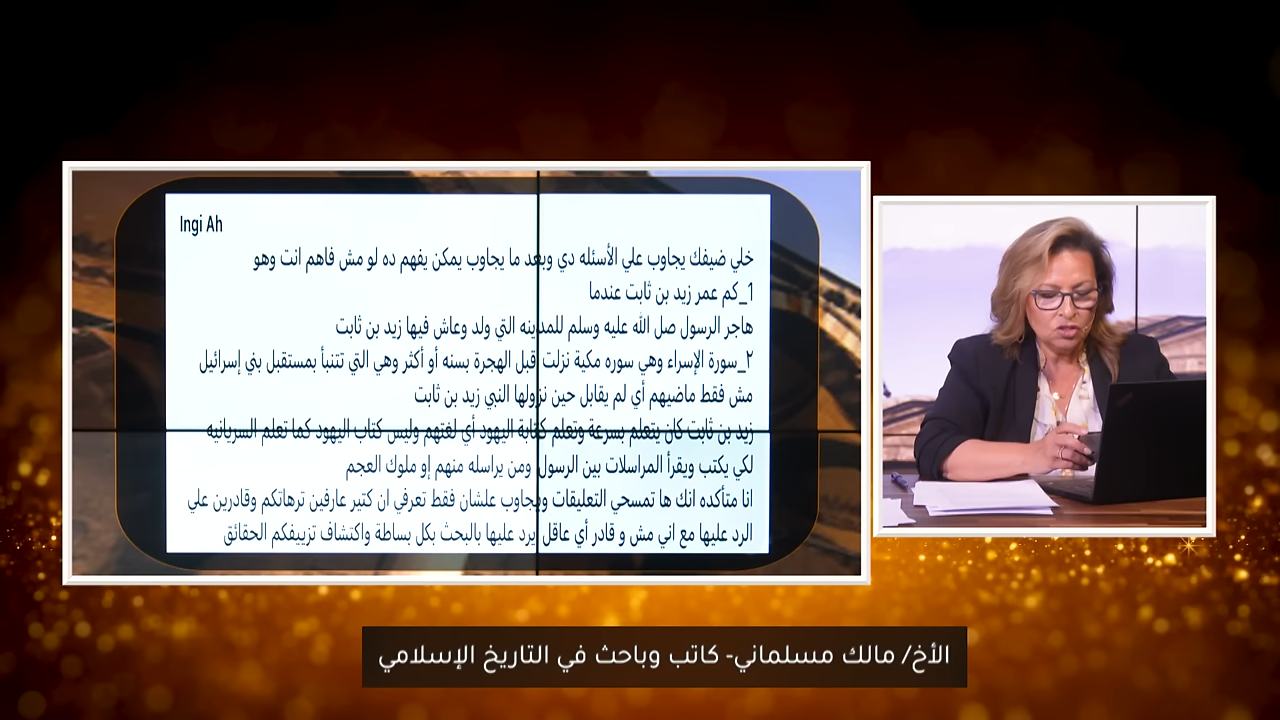 Ingi Ah
خلي ضيفك يجاوب علي الأسئله دي وبعد ما يجاوب يمكن يفهم ده لو مش فاهم انت وهو
1_كم عمر زيد بن ثابت عندما
هاجر الرسول صل الله عليه وسلم للمدينه التي ولد وعاش فيها زيد بن ثابت
٢_سورة الإسراء وهي سوره مكية نزلت قبل الهجرة بسنه أو أكثر وهي التي تتنبأ بمستقبل بني إسرائيل
مش فقط ماضيهم أي لم يقابل حين نزولها النبي زيد بن ثابت
زيد بن ثابت كان يتعلم بسرعة وتعلم كتابة اليهود أي لغتهم وليس كتاب اليهود كما تعلم السريانيه
لكي يكتب ويقرأ المراسلات بين الرسول ومن يراسله منهم إو ملوك العجم
انا متأكده انك ها تمسحي التعليقات ويجاوب علشان فقط تعرفي ان كتير عارفين ترهاتكم وقادرين علي
الرد عليها مع اني مش و قادر أي عاقل يرد عليها بالبحث بكل بساطة واكتشاف تزييفكم الحقائق
الأخ/ مالك مسلماني- كاتب وباحث في التاريخ الإسلامي